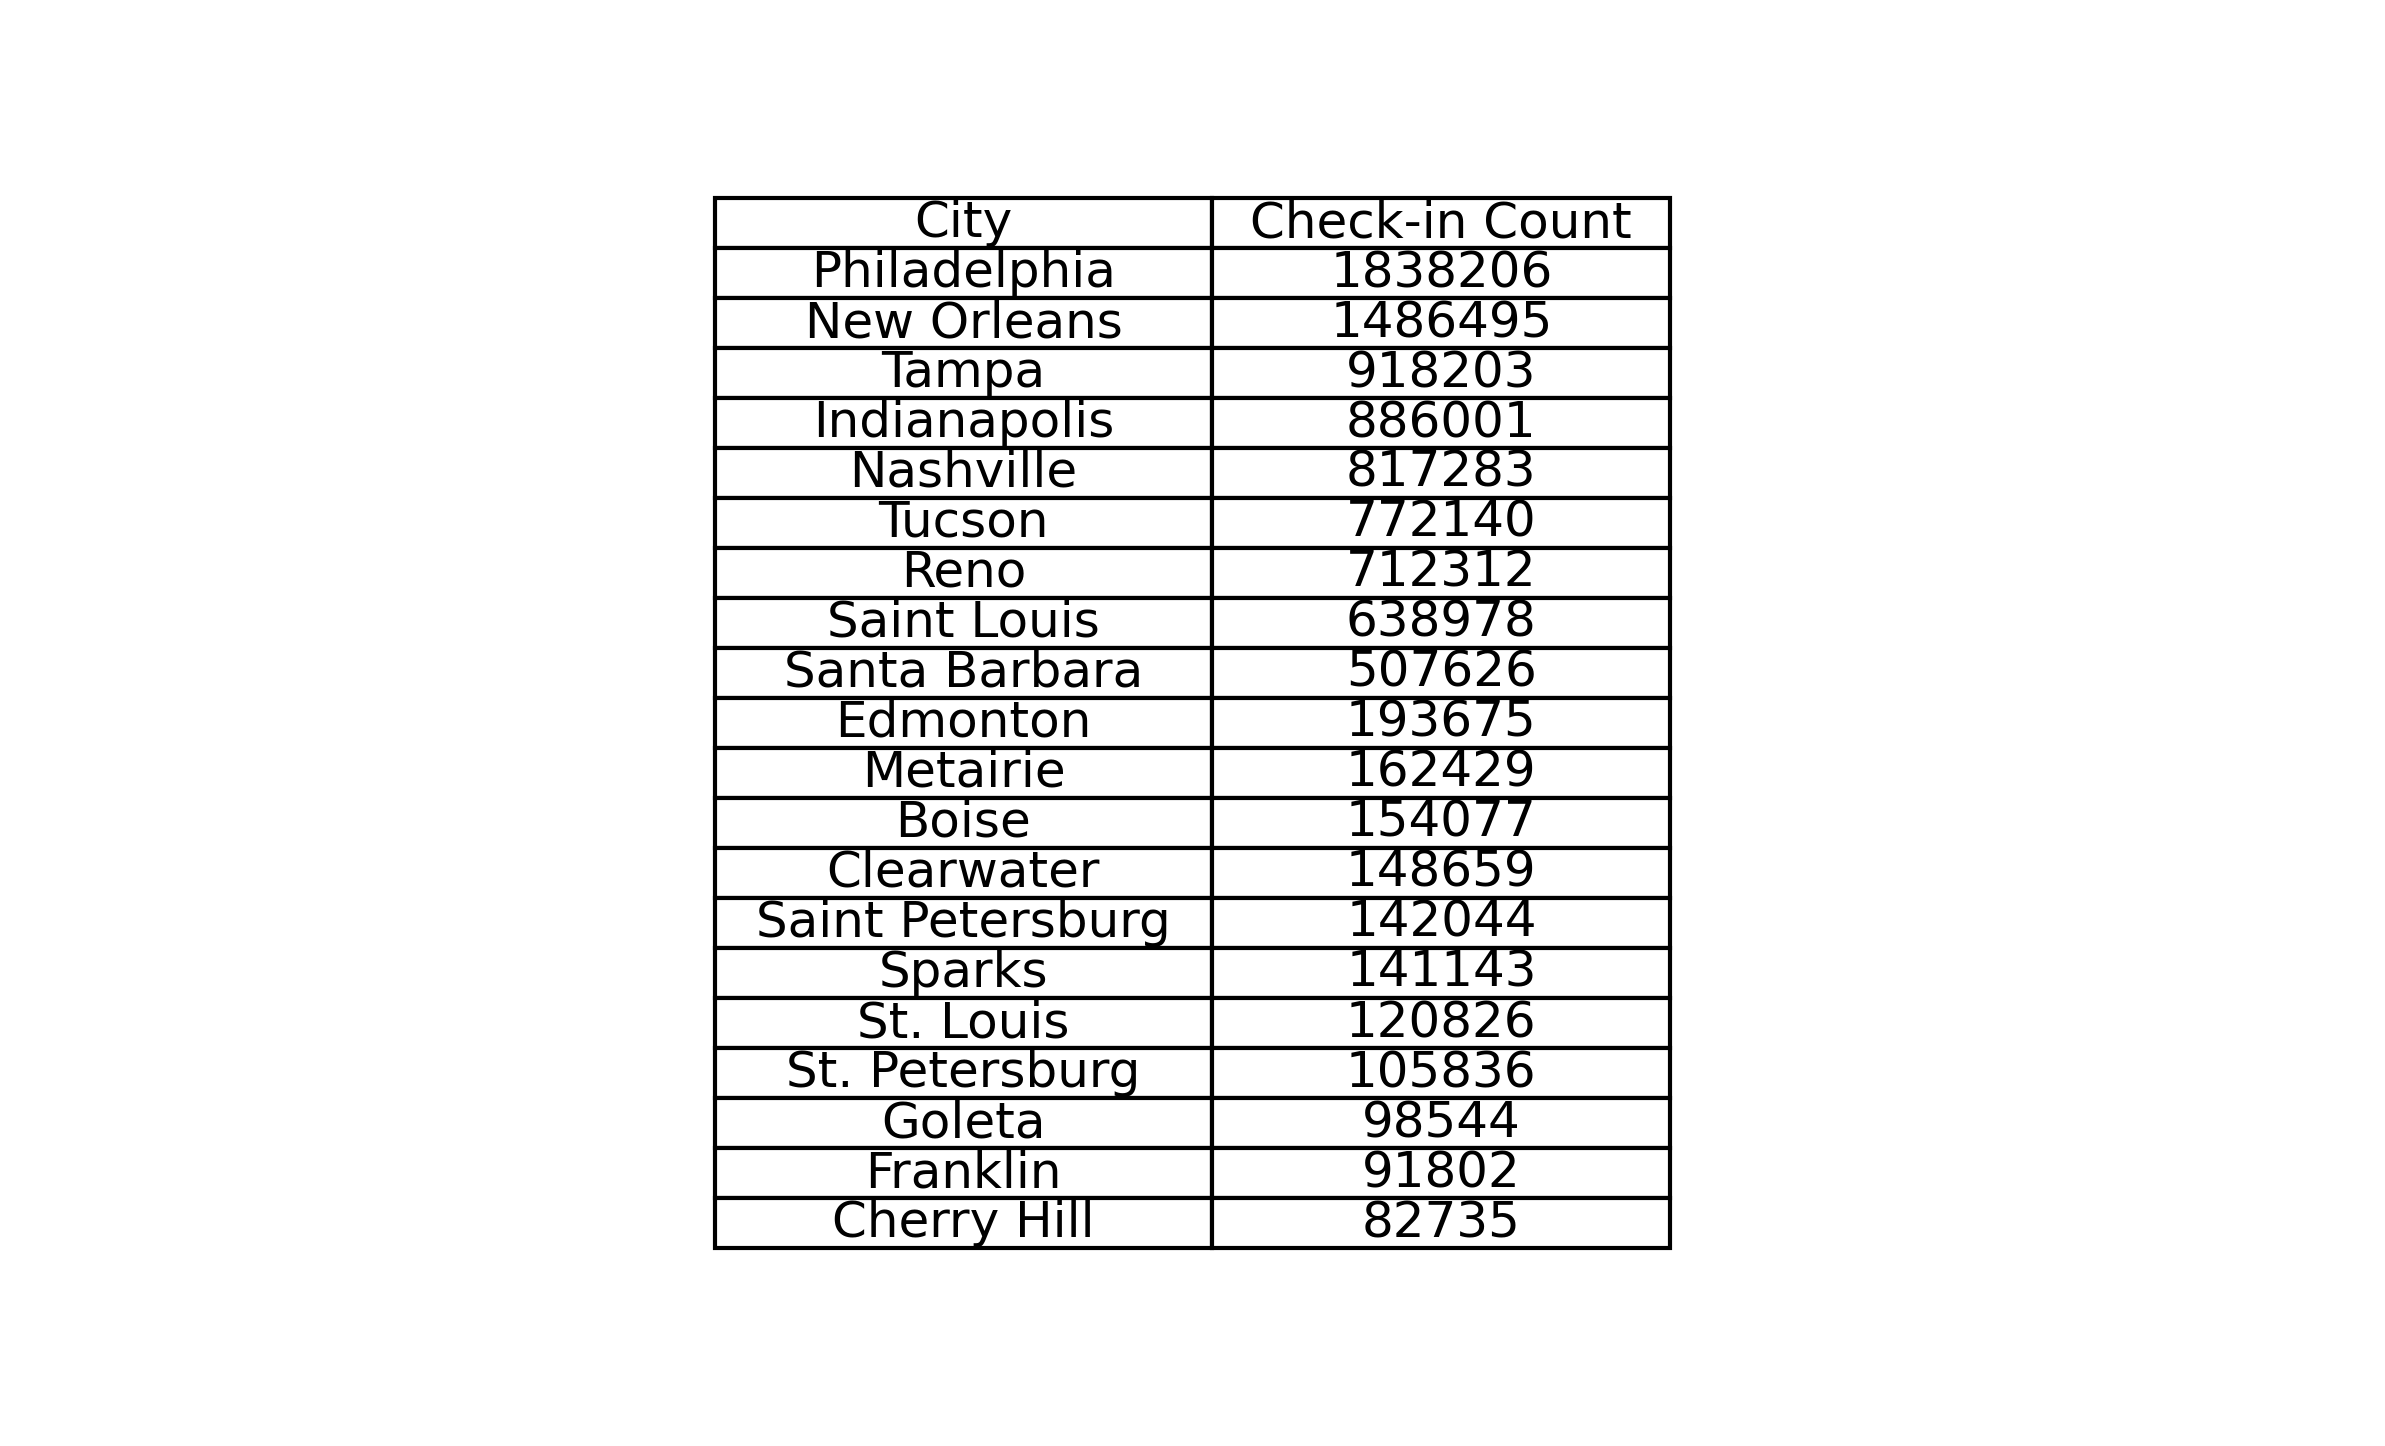 City Check-in Count
Philadelphia 1838206
New Orleans 1486495
Tampa 918203
Indianapolis 886001
Nashville 817283
Tucson 772140
Reno 712312
Saint Louis 638978
Santa Barbara 507626
Edmonton 193675
Metairie 162429
Boise 154077
Clearwater 148659
Saint Petersburg 142044
Sparks 141143
St. Louis 120826
St. Petersburg 105836
Goleta 98544
Franklin 91802
Cherry Hill 82735